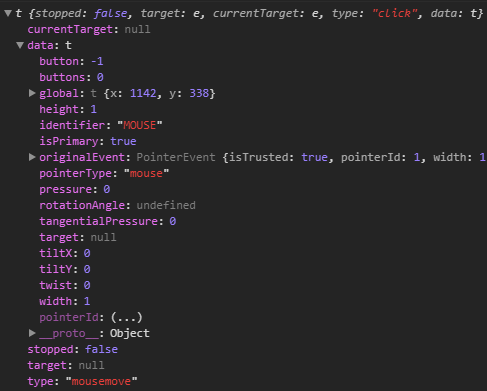 t {stopped: false, target: e, currentTarget: e, type: "click", data: t}
currentTarget: null
data: t
button: -1
buttons: 0
global: t {x: 1142, y: 338}
height: 1
identifier: "MOUSE"
isPrimary: true
originalEvent: PointerEvent {isTrusted: true, pointerId: 1, width: 1
pointerType: "mouse"
pressure: 0
rotationAngle: undefined
tangentialPressure: 0
target: null
tiltX: 0
tiltY: 0
twist: 0
width: 1
pointerId: (...)
__proto__: Object
stopped: false
target: null
type: "mousemove"